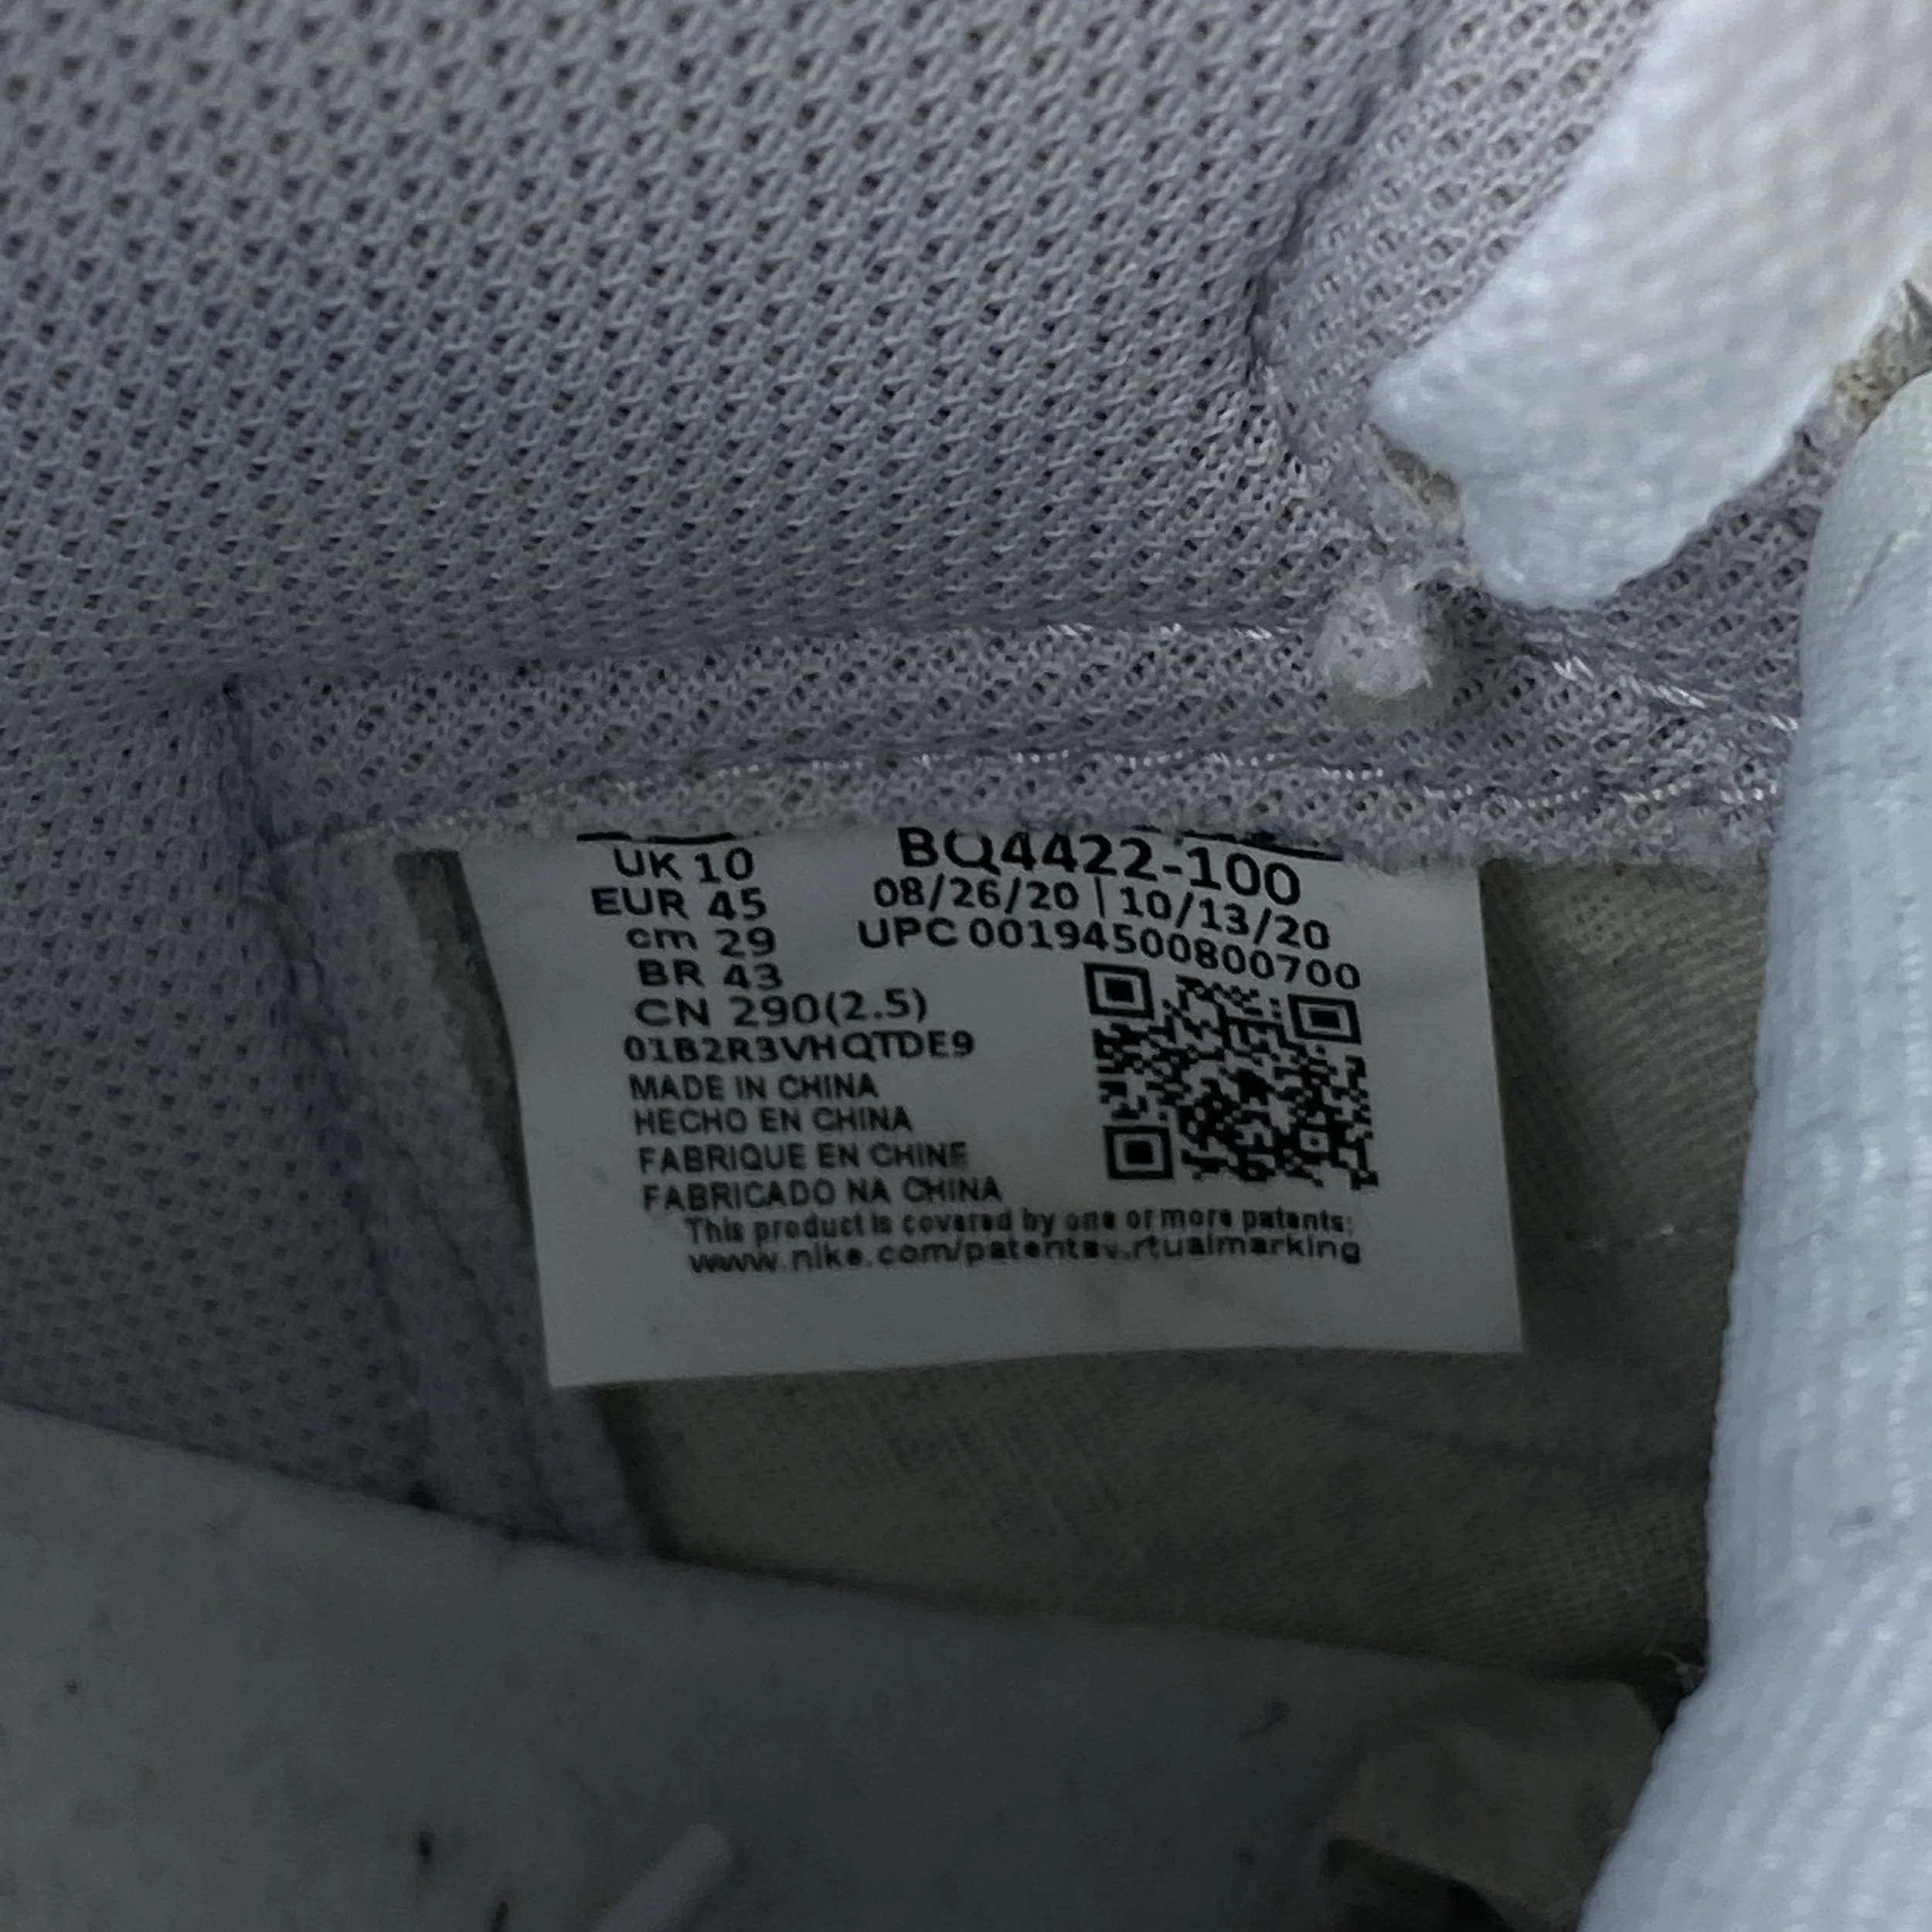 UK 10
EUR 45
cm 29
BR 43
CN 290(2.5)
01B2R3VHQTDE9
MADE IN CHINA
HECHO EN CHINA
FABRIQUE EN CHINE
FABRICADO NA CHINA
BQ4422-100
08/26/20 | 10/13/20
UPC 00194500800700
This product is covered by one or more patents:
www.nike.com/patentsvirtualmarking